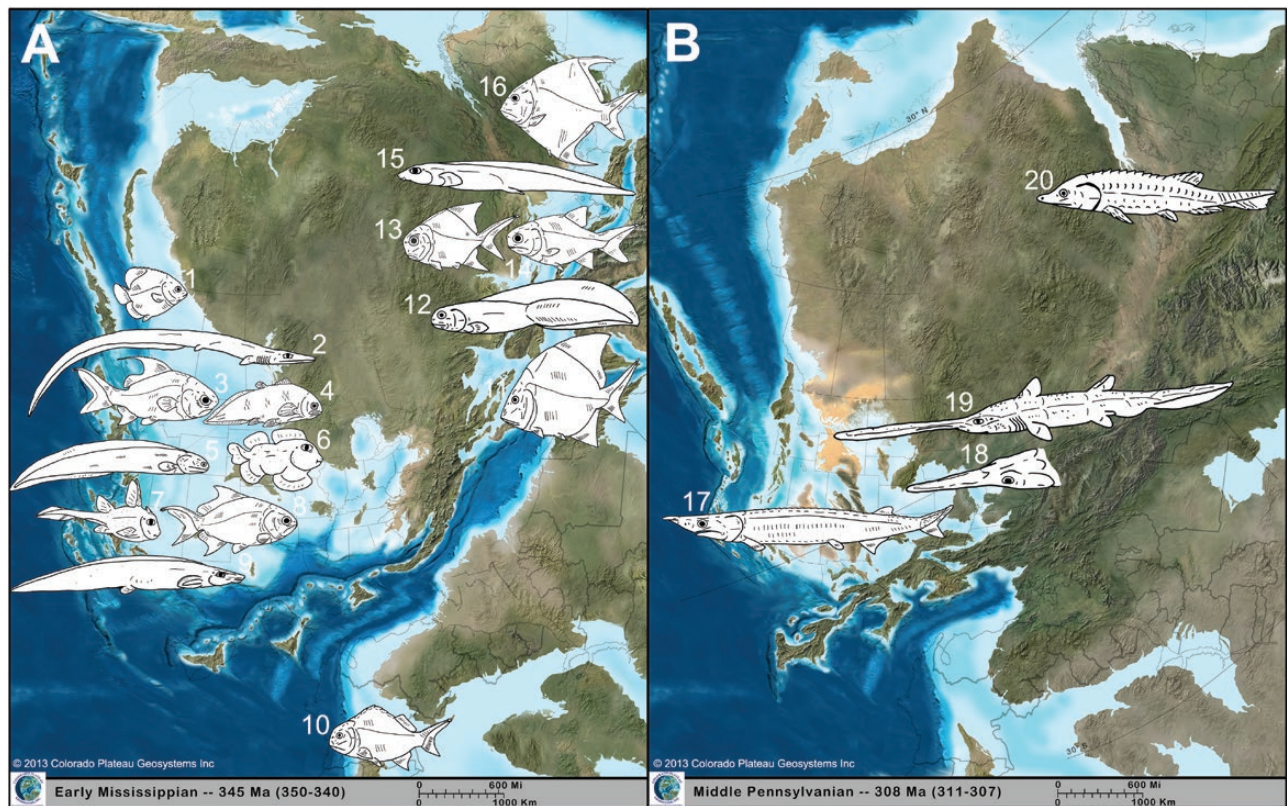 A
16
15
13
14
1
12
2
3
4
11
5
6
7
8
9
10
© 2013 Colorado Plateau Geosystems Inc
Early Mississippian -- 345 Ma (350-340)
0
600 Mi
0
1000 Km
B
30° N
20
19
18
17
30° N
© 2013 Colorado Plateau Geosystems Inc
Middle Pennsylvanian -- 308 Ma (311-307)
0
600 Mi
0
1000 Km